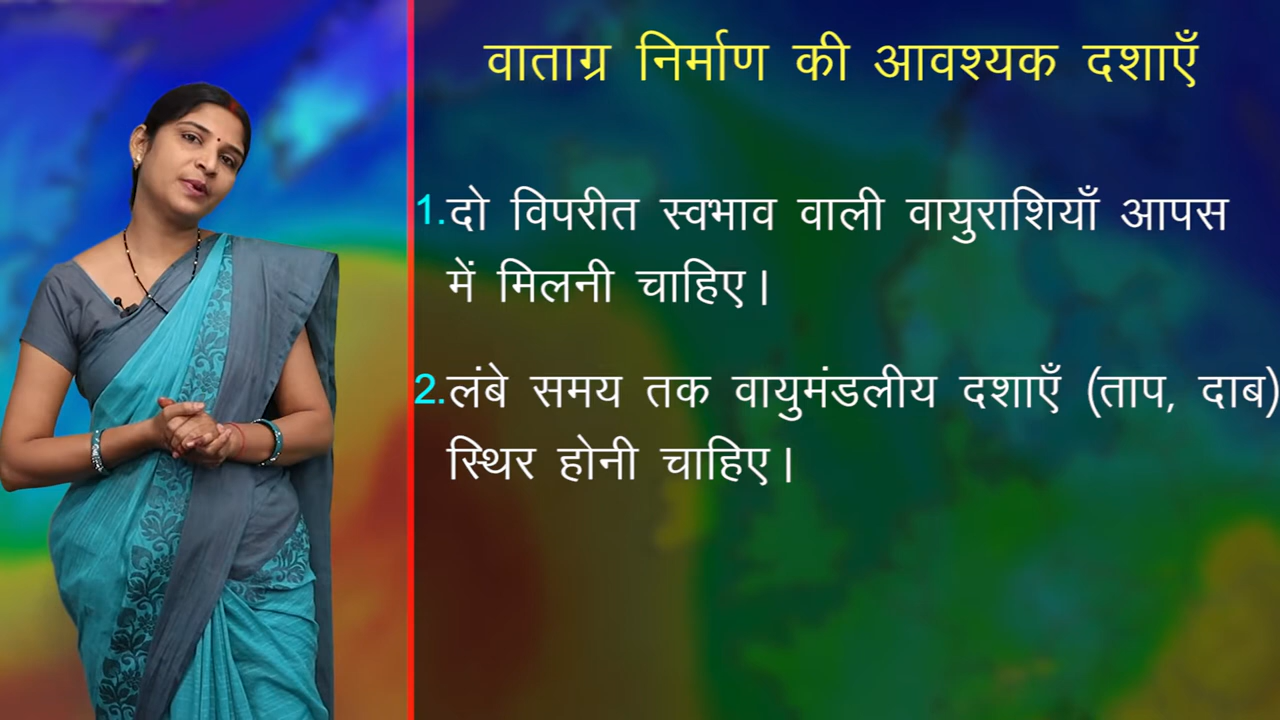 वाताग्र निर्माण की आवश्यक दशाएँ
1. दो विपरीत स्वभाव वाली वायुराशियाँ आपस
में मिलनी चाहिए।
2. लंबे समय तक वायुमंडलीय दशाएँ (ताप, दाब)
स्थिर होनी चाहिए।